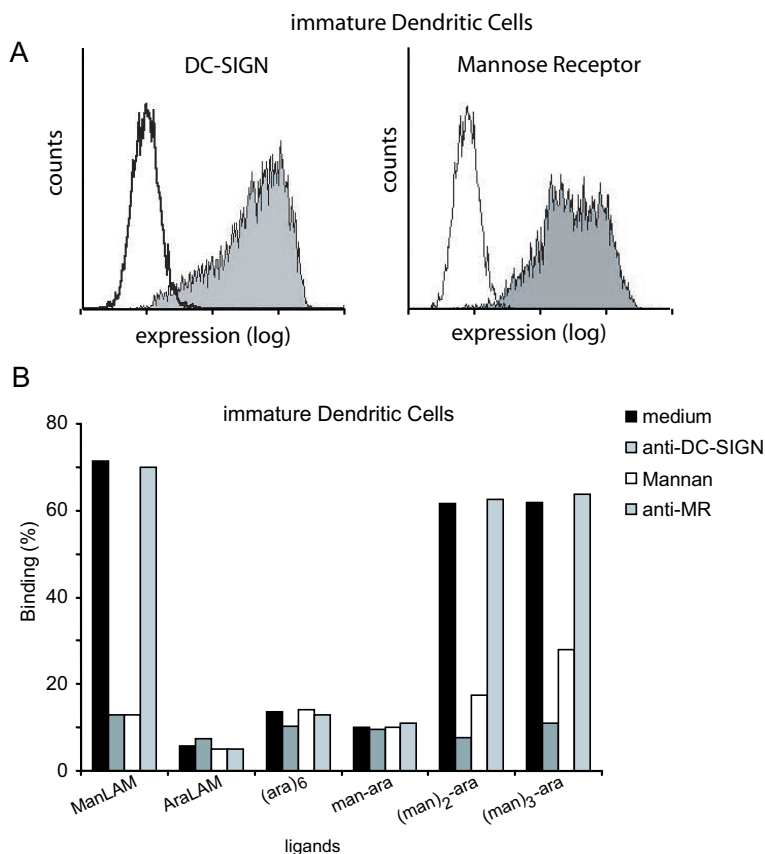 immature Dendritic Cells
A
DC-SIGN
Mannose Receptor
counts
counts
expression (log)
expression (log)
B
immature Dendritic Cells
80
60
40
20
0
Binding (%)
medium
anti-DC-SIGN
Mannan
anti-MR
ManLAM
AraLAM
(ara)6
man-ara
(man)2-ara
(man)3-ara
ligands